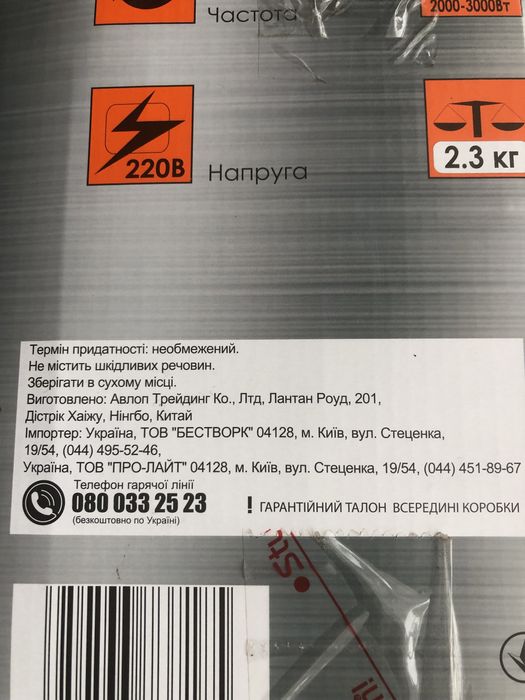 Частота
2000-3000Вт
220В
Напруга
2.3 кг
Термін придатності: необмежений.
Не містить шкідливих речовин.
Зберігати в сухому місці.
Виготовлено: Авлоп Трейдинг Ко., Лтд, Лантан Роуд, 201,
Дістрік Хаіжу, Нінгбо, Китай
Імпортер: Україна, ТОВ "БЕСТВОРК" 04128, м. Київ, вул. Стеценка,
19/54, (044) 495-52-46,
Україна, ТОВ "ПРО-ЛАЙТ" 04128, м. Київ, вул. Стеценка, 19/54, (044) 451-89-67
Телефон гарячої лінії
080 033 25 23
(безкоштовно по Україні)
! ГАРАНТІЙНИЙ ТАЛОН ВСЕРЕДИНІ КОРОБКИ